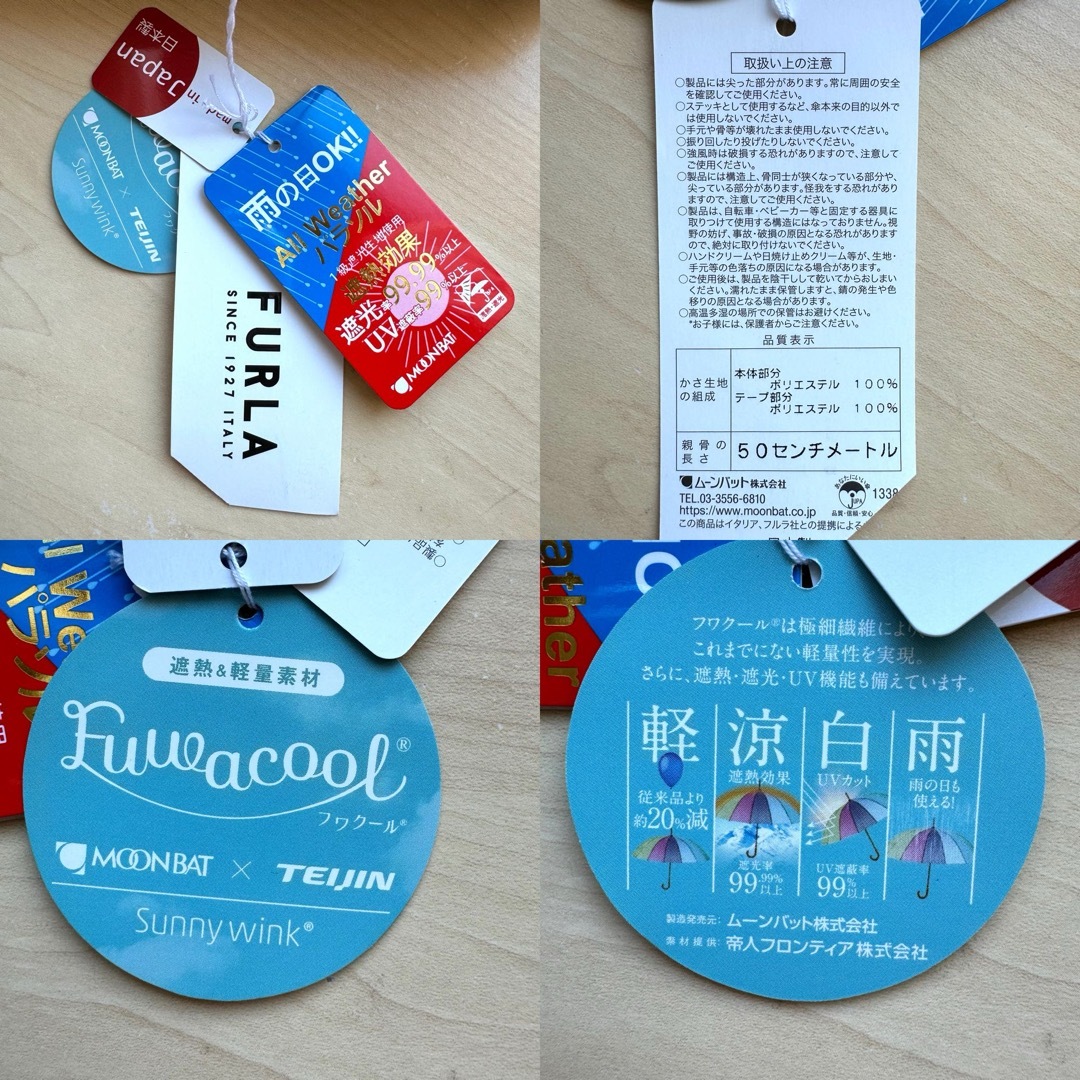 日本製
made in
Japan
MOONBAT
×
TEIJIN
Sunny wink®
雨の日OK!!
All Weather
パラソル
1級遮光生地使用
遮熱効果
遮光率99.99%以上
UV遮蔽率99%以上
MOONBAT
FURLA
SINCE 1927 ITALY
取扱い上の注意
○製品には尖った部分があります。常に周囲の安全
を確認してご使用ください。
○ステッキとして使用するなど、傘本来の目的以外で
は使用しないでください。
○手元や骨等が壊れたまま使用しないでください。
○振り回したり投げたりしないでください。
○強風時は破損する恐れがありますので、注意して
ご使用ください。
○製品には構造上、骨同士が狭くなっている部分や、
尖っている部分があります。怪我をする恐れがあり
ますので、注意してご使用ください。
○製品は、自転車・ベビーカー等と固定する器具に
取りつけて使用する構造にはなっておりません。視
野の妨げ、事故・破損の原因となる恐れがあります
ので、絶対に取り付けないでください。
○ハンドクリームや日焼け止めクリーム等が、生地・
手元等の色落ちの原因になる場合があります。
○ご使用後は、製品を陰干しして乾いてからおしまい
ください。濡れたまま保管しますと、錆の発生や色
移りの原因となる場合があります。
○高温多湿の場所での保管はお避けください。
*お子様には、保護者からご注意ください。
品質表示
かさ生地
の組成
本体部分
ポリエステル 100%
テープ部分
ポリエステル 100%
親骨の
長さ
50センチメートル
ムーンバット株式会社
TEL.03-3556-6810
https://www.moonbat.co.jp
あなたにいい傘
JUPA
品質・信頼・安心
1338
この商品はイタリア、フルラ社との提携による
遮熱&軽量素材
Fuwacool®
フワクール®
MOONBAT × TEIJIN
Sunny wink®
フワクール®は極細繊維により
これまでにない軽量性を実現。
さらに、遮熱・遮光・UV機能も備えています。
軽
従来品より
約20%減
涼
遮熱効果
遮光率
99.99%
以上
白
UVカット
UV遮蔽率
99%
以上
雨
雨の日も
使える!
製造発売元: ムーンバット株式会社
素材提供: 帝人フロンティア株式会社